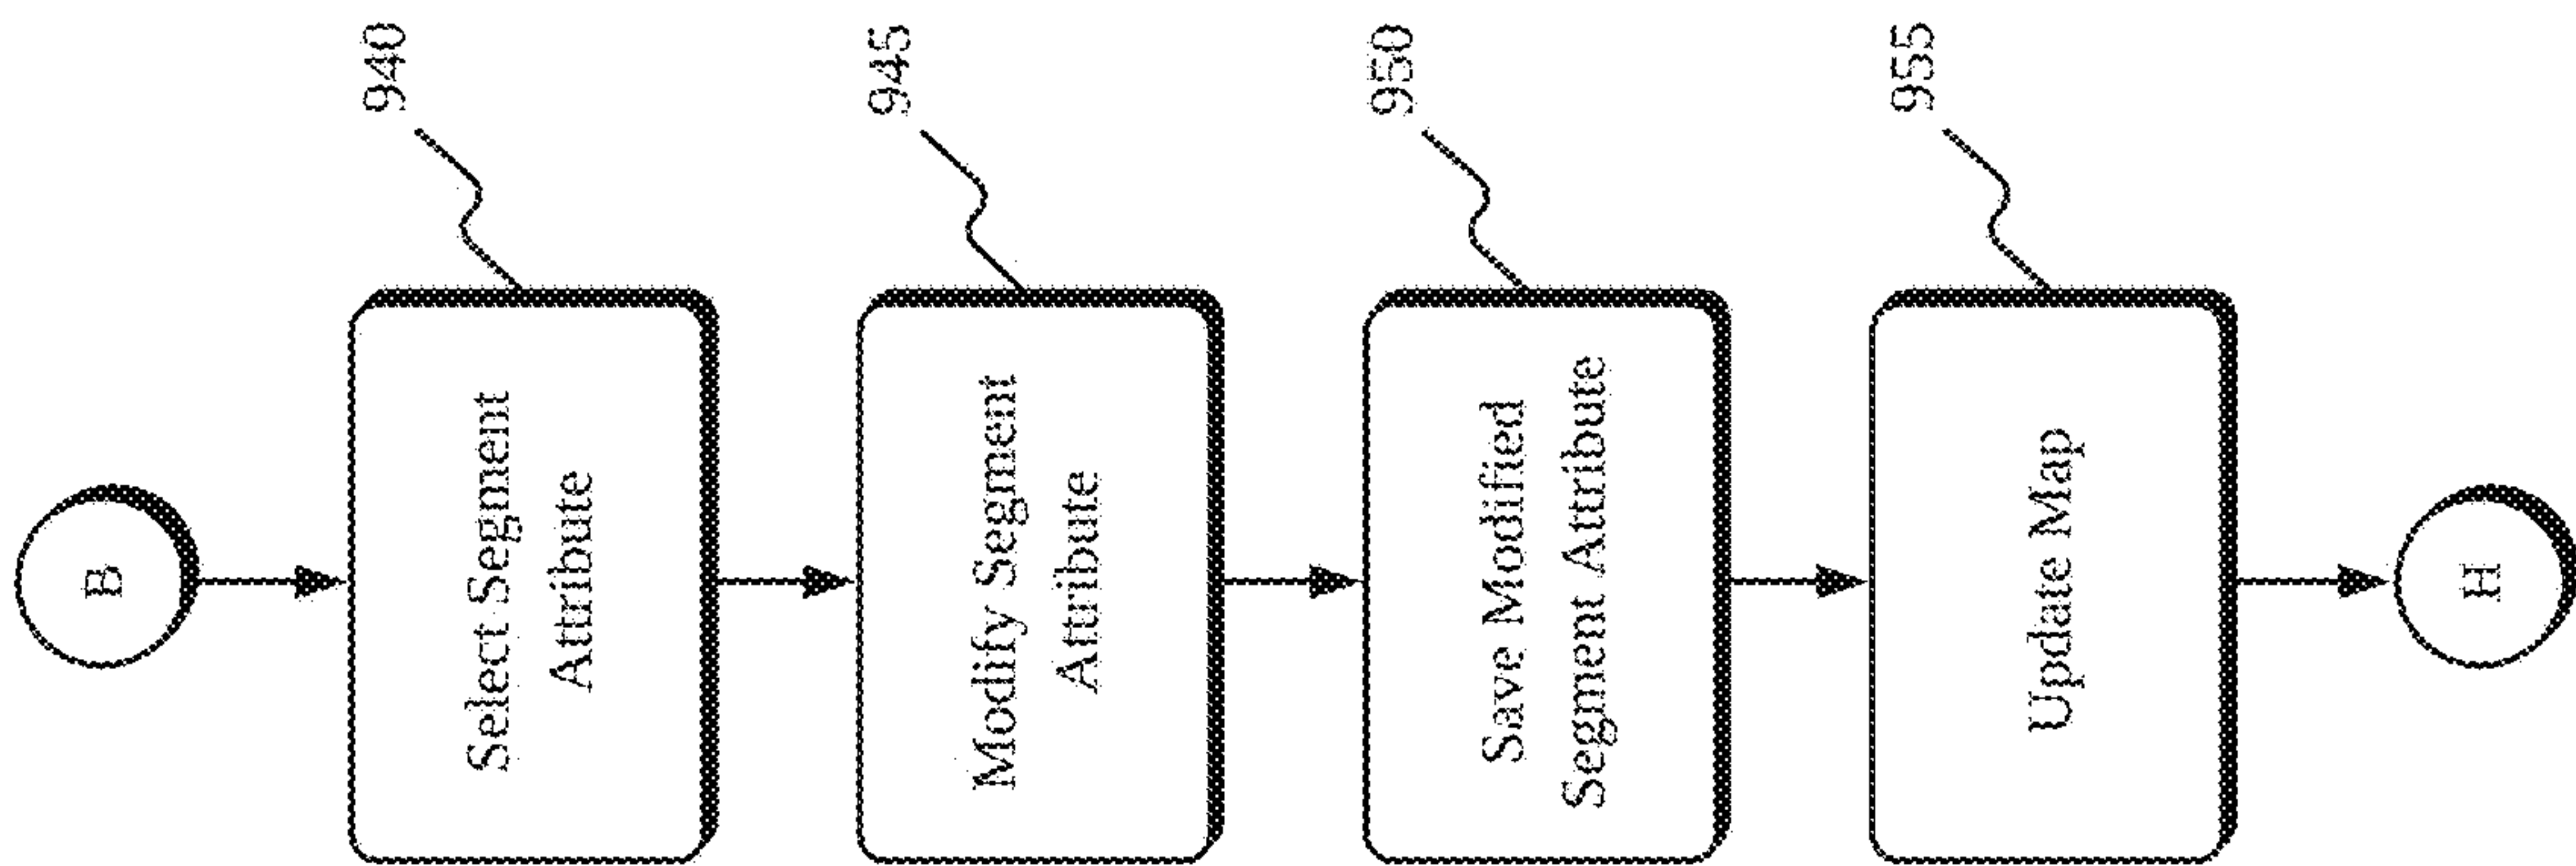 B
Select Segment
Attribute
940
Modify Segment
Attribute
945
Save Modified
Segment Attribute
950
Update Map
955
H